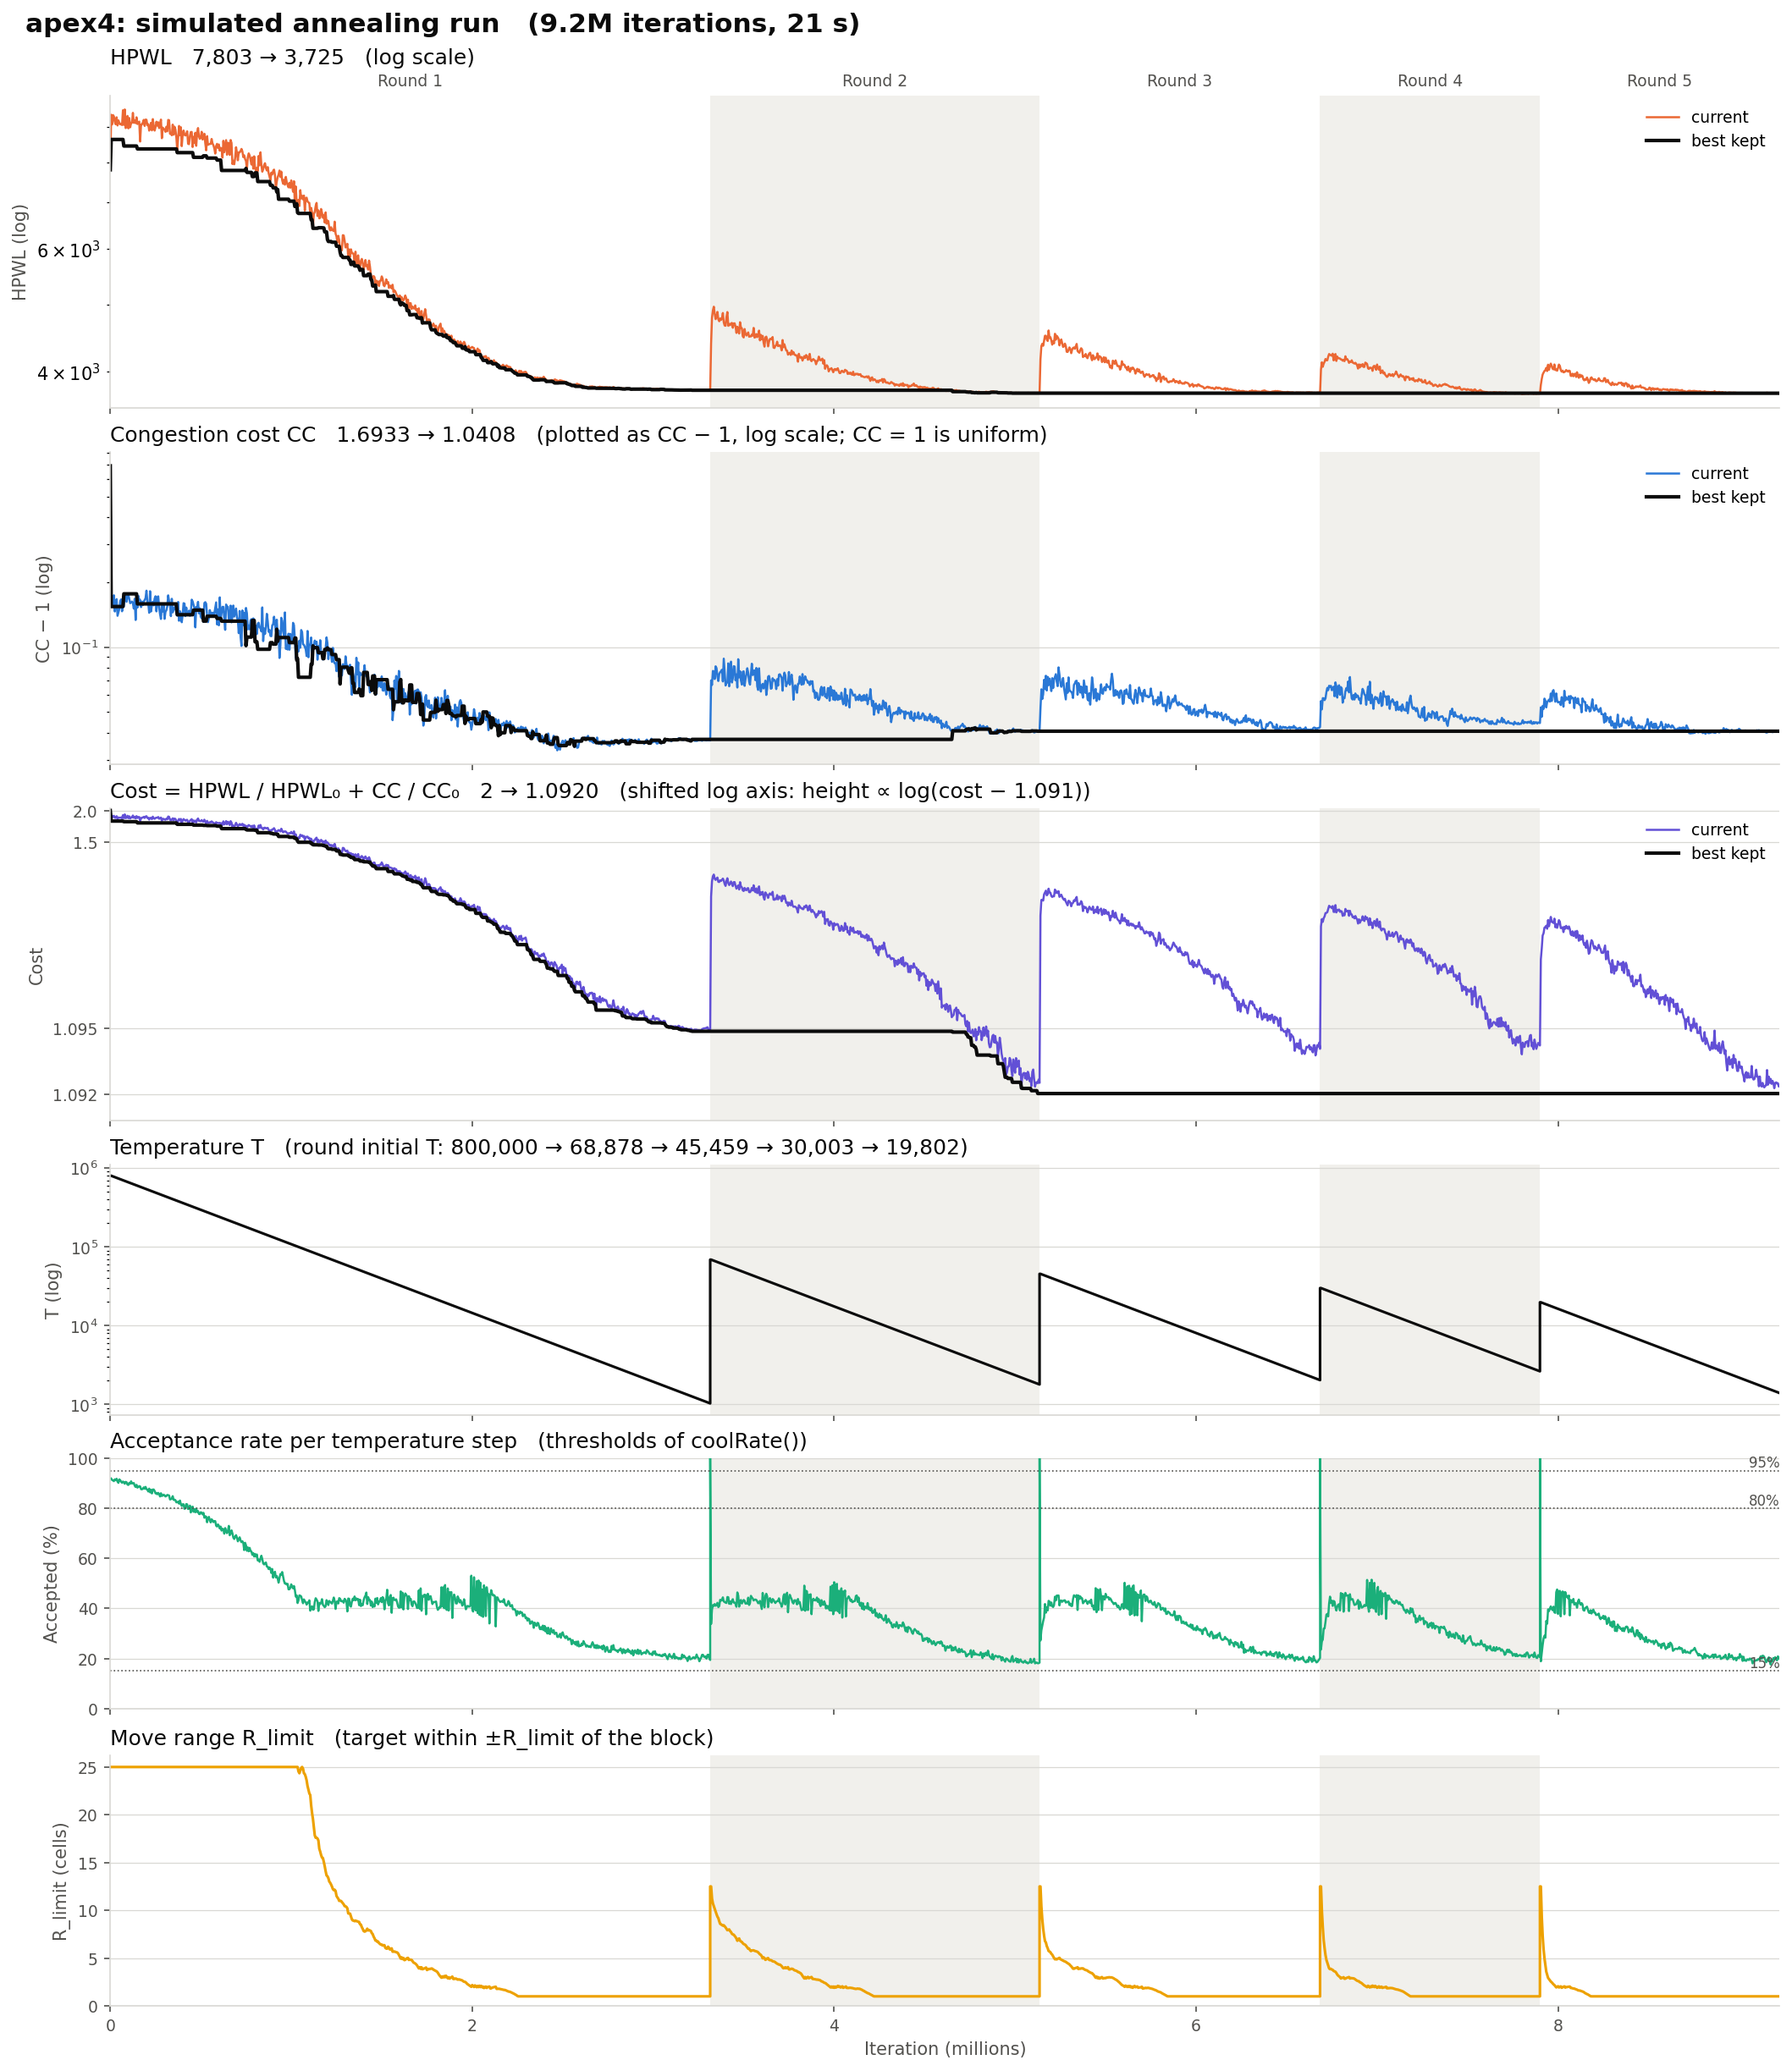 apex4: simulated annealing run (9.2M iterations, 21 s)
HPWL 7,803 → 3,725 (log scale)
Round 1 Round 2 Round 3 Round 4 Round 5
current
best kept
HPWL (log)
6 × 10³
4 × 10³
Congestion cost CC 1.6933 → 1.0408 (plotted as CC − 1, log scale; CC = 1 is uniform)
current
best kept
CC − 1 (log)
10⁻¹
Cost = HPWL / HPWL₀ + CC / CC₀ 2 → 1.0920 (shifted log axis: height ∝ log(cost − 1.091))
2.0
current
1.5
best kept
Cost
1.095
1.092
Temperature T (round initial T: 800,000 → 68,878 → 45,459 → 30,003 → 19,802)
10⁶
10⁵
T (log)
10⁴
10³
Acceptance rate per temperature step (thresholds of coolRate())
100
95%
80
80%
Accepted (%)
60
40
20
15%
0
Move range R_limit (target within ±R_limit of the block)
25
20
15
R_limit (cells)
10
5
0
0 2 4 6 8
Iteration (millions)